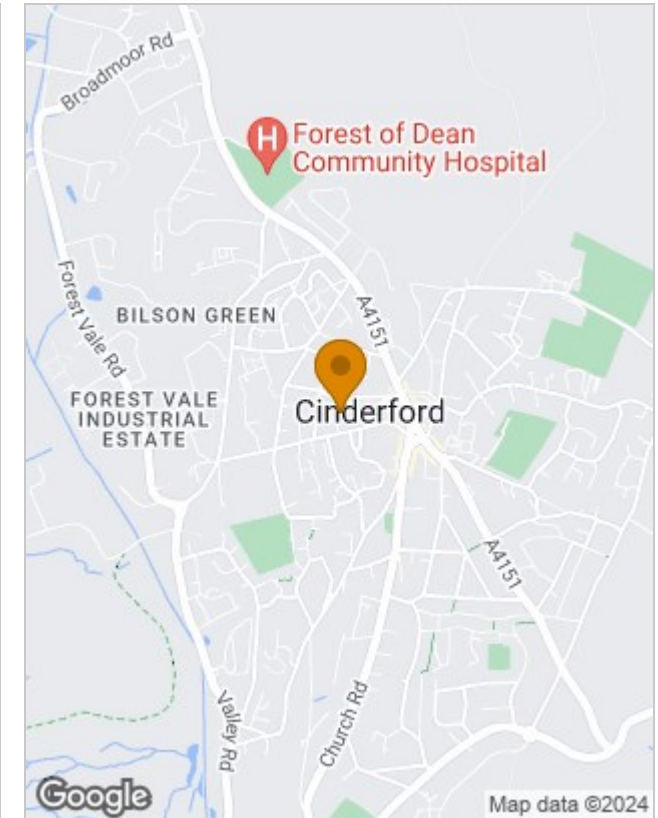 Broadmoor Rd
H
Forest of Dean
Community Hospital
Forest Vale Rd
BILSON GREEN
A4151
FOREST VALE
INDUSTRIAL
ESTATE
Cinderford
A4151
Valley Rd
Church Rd
Google
Map data ©2024